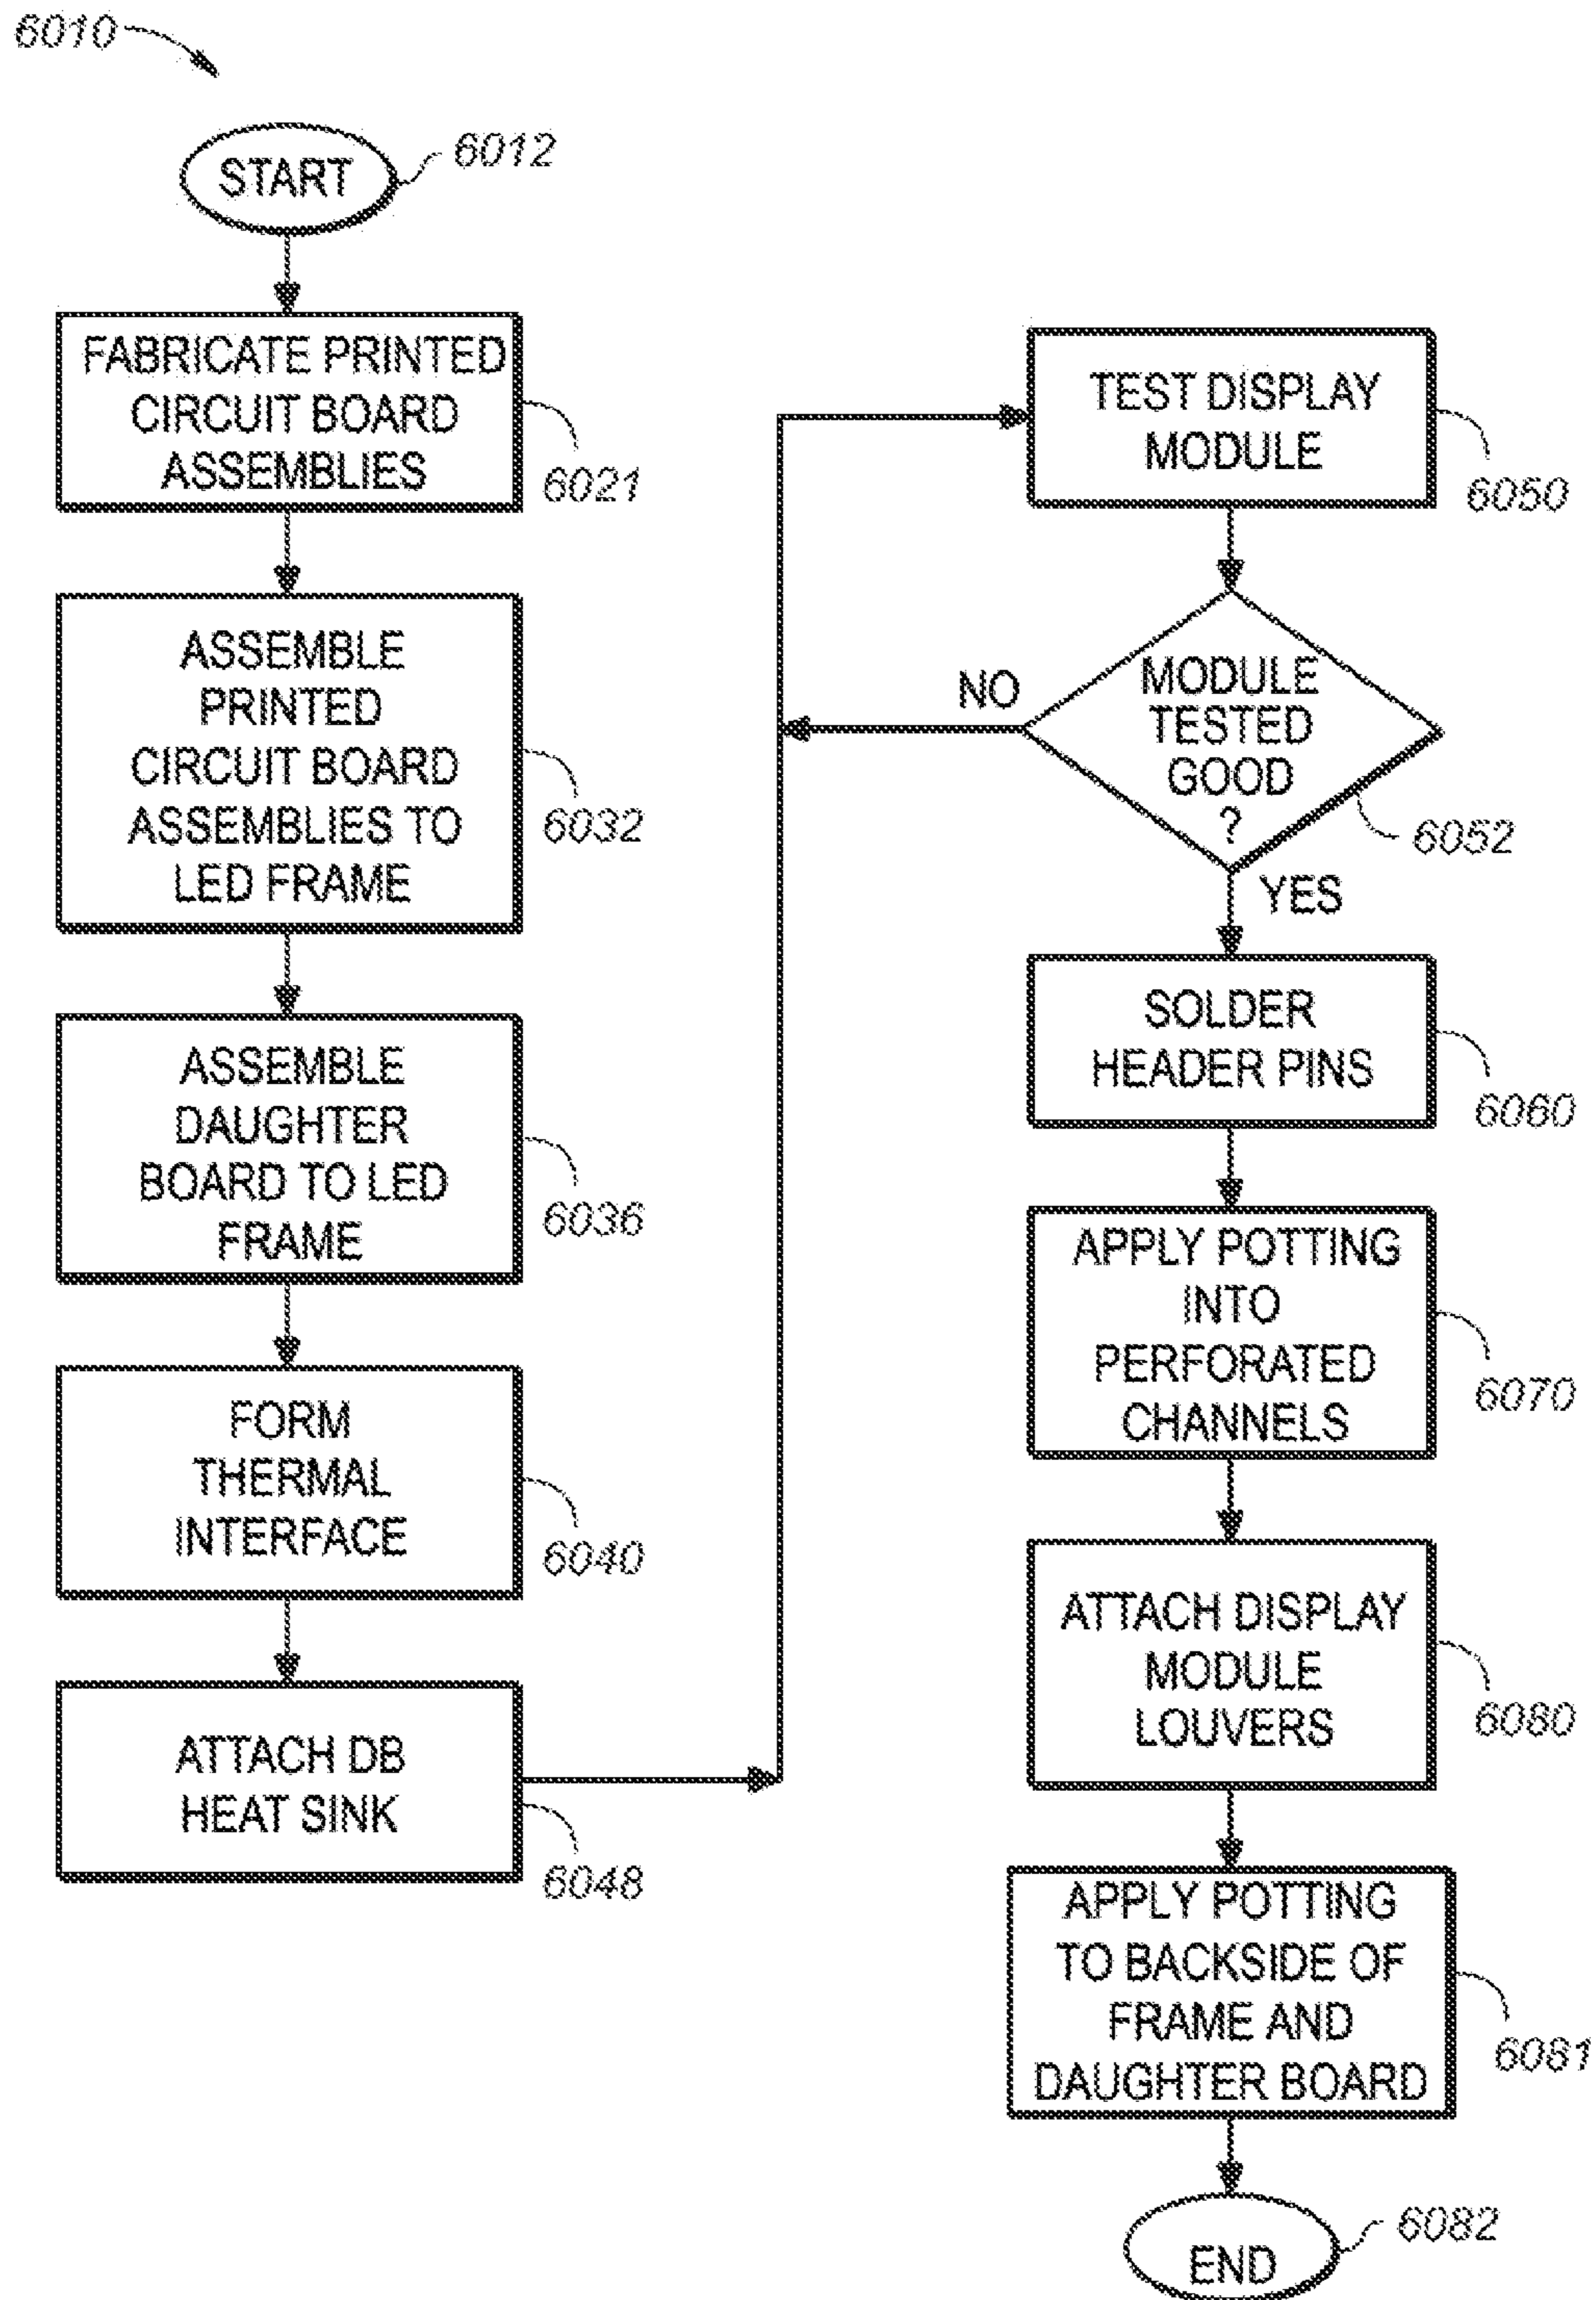 6010
START
6012
FABRICATE PRINTED
CIRCUIT BOARD
ASSEMBLIES
6021
ASSEMBLE
PRINTED
CIRCUIT BOARD
ASSEMBLIES TO
LED FRAME
6032
ASSEMBLE
DAUGHTER
BOARD TO LED
FRAME
6036
FORM
THERMAL
INTERFACE
6040
ATTACH DB
HEAT SINK
6048
TEST DISPLAY
MODULE
6050
MODULE
TESTED
GOOD
?
6052
NO
YES
SOLDER
HEADER PINS
6060
APPLY POTTING
INTO
PERFORATED
CHANNELS
6070
ATTACH DISPLAY
MODULE
LOUVERS
6080
APPLY POTTING
TO BACKSIDE OF
FRAME AND
DAUGHTER BOARD
6081
END
6082